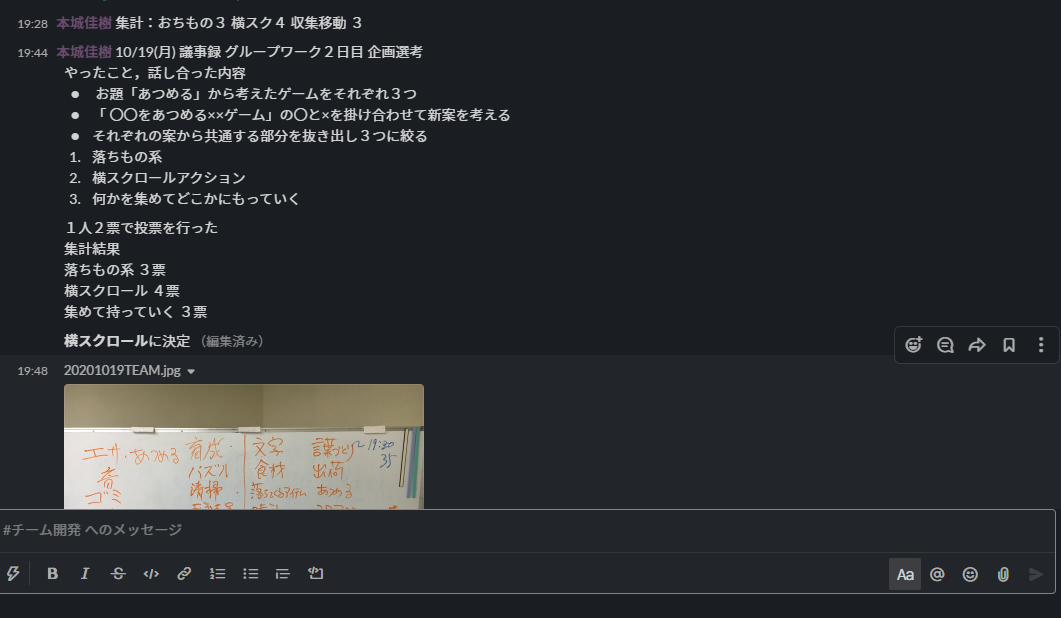 19:28 本城佳樹 集計：おちもの３ 横スク４ 収集移動 ３
19:44 本城佳樹 10/19(月) 議事録 グループワーク２日目 企画選考
やったこと，話し合った内容
● お題「あつめる」から考えたゲームをそれぞれ３つ
● 「 〇〇をあつめる××ゲーム」の〇と×を掛け合わせて新案を考える
● それぞれの案から共通する部分を抜き出し３つに絞る
1. 落ちもの系
2. 横スクロールアクション
3. 何かを集めてどこかにもっていく
１人２票で投票を行った
集計結果
落ちもの系 ３票
横スクロール ４票
集めて持っていく ３票
横スクロールに決定 （編集済み）
19:48 20201019TEAM.jpg
エサ・あつめる 育成・ 文字 言葉づくり ~19:30
音 パズル 食材 出荷 35
ゴミ 清掃・ 落ちてくるアイテム あつめる
#チーム開発 へのメッセージ
B I S </> Aa @